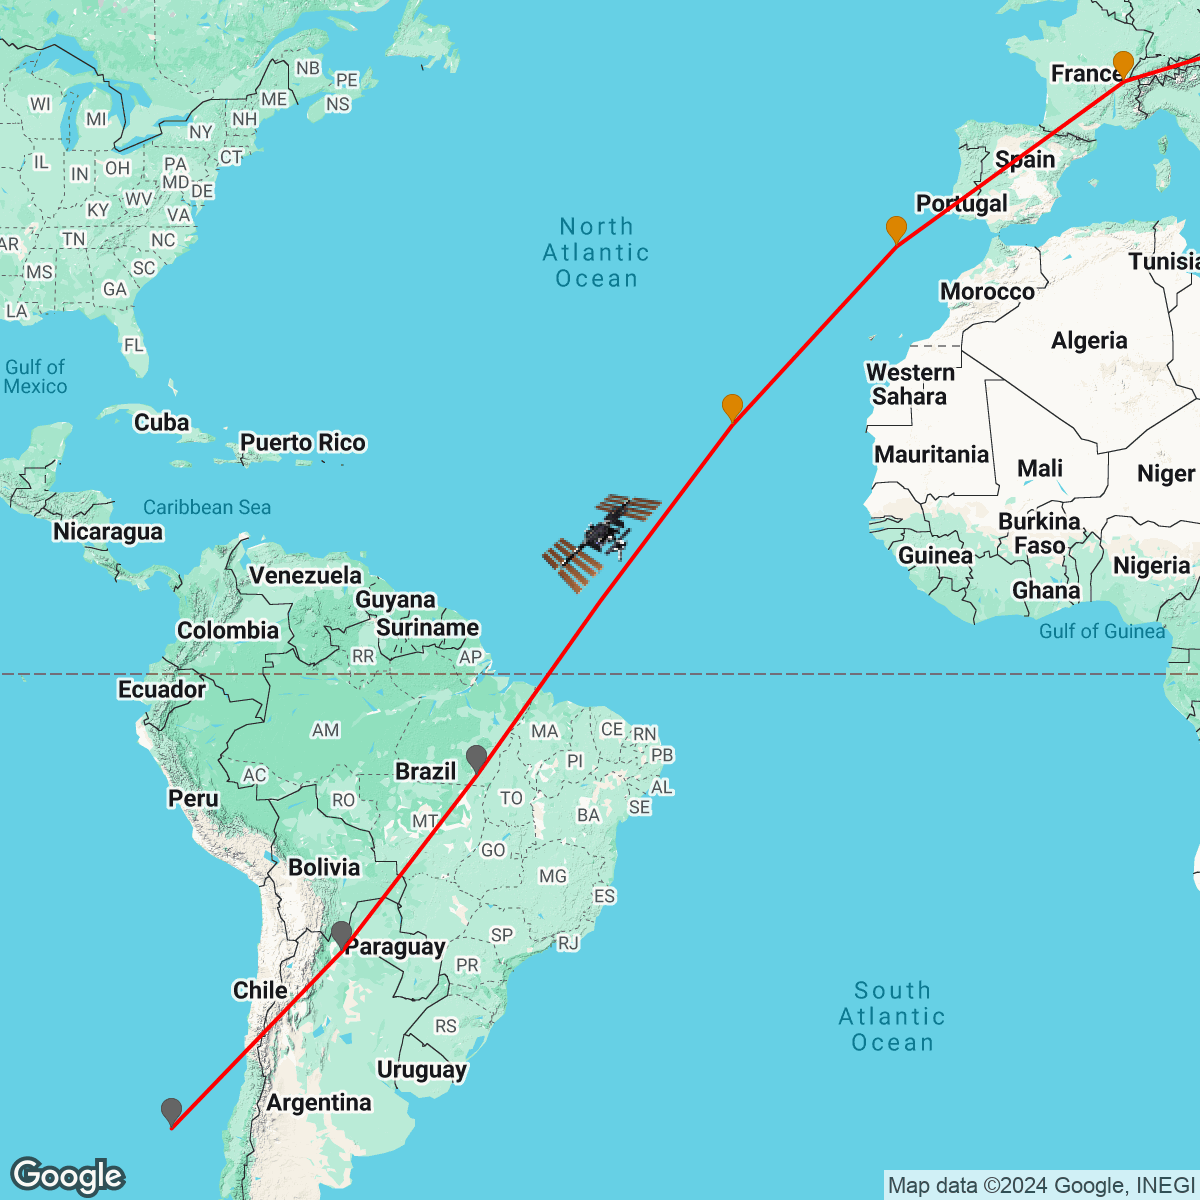 NB
PE
France
WI
MI
ME
NS
NY
NH
IL
IN
OH
PA
CT
Spain
MD
DE
KY
WV
VA
Portugal
AR
TN
NC
North
Atlantic
Ocean
MS
SC
Tunisia
GA
Morocco
LA
FL
Algeria
Gulf of
Mexico
Western
Sahara
Cuba
Puerto Rico
Mauritania
Mali
Niger
Caribbean Sea
Nicaragua
Burkina
Faso
Guinea
Nigeria
Venezuela
Ghana
Guyana
Colombia
Suriname
Gulf of Guinea
RR
AP
Ecuador
AM
MA
CE
RN
PB
PI
Brazil
AC
Peru
RO
TO
AL
SE
MT
BA
GO
Bolivia
MG
ES
SP
RJ
Paraguay
PR
Chile
South
Atlantic
Ocean
RS
Uruguay
Argentina
Google
Map data ©2024 Google, INEGI